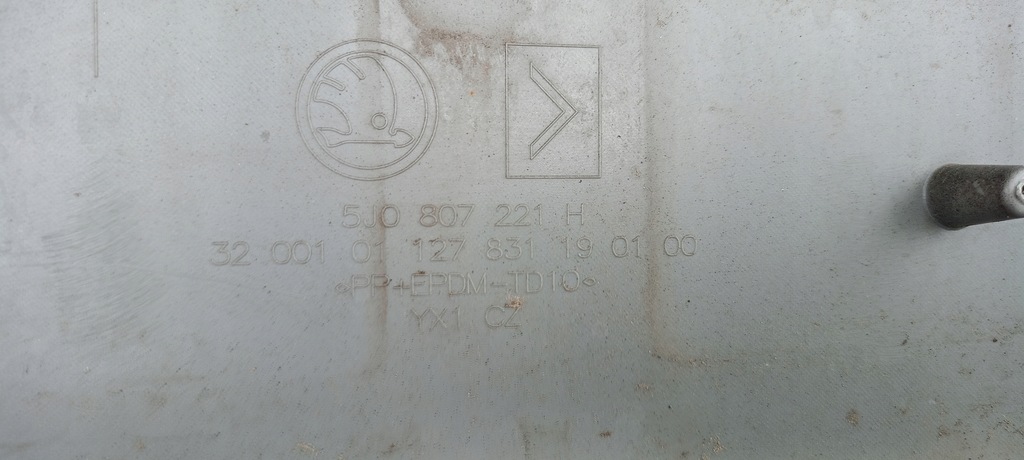 5J0 807 221 H
32 001 01 127 831 19 01 00
>PP+EPDM-TD10<
YX1 CZ